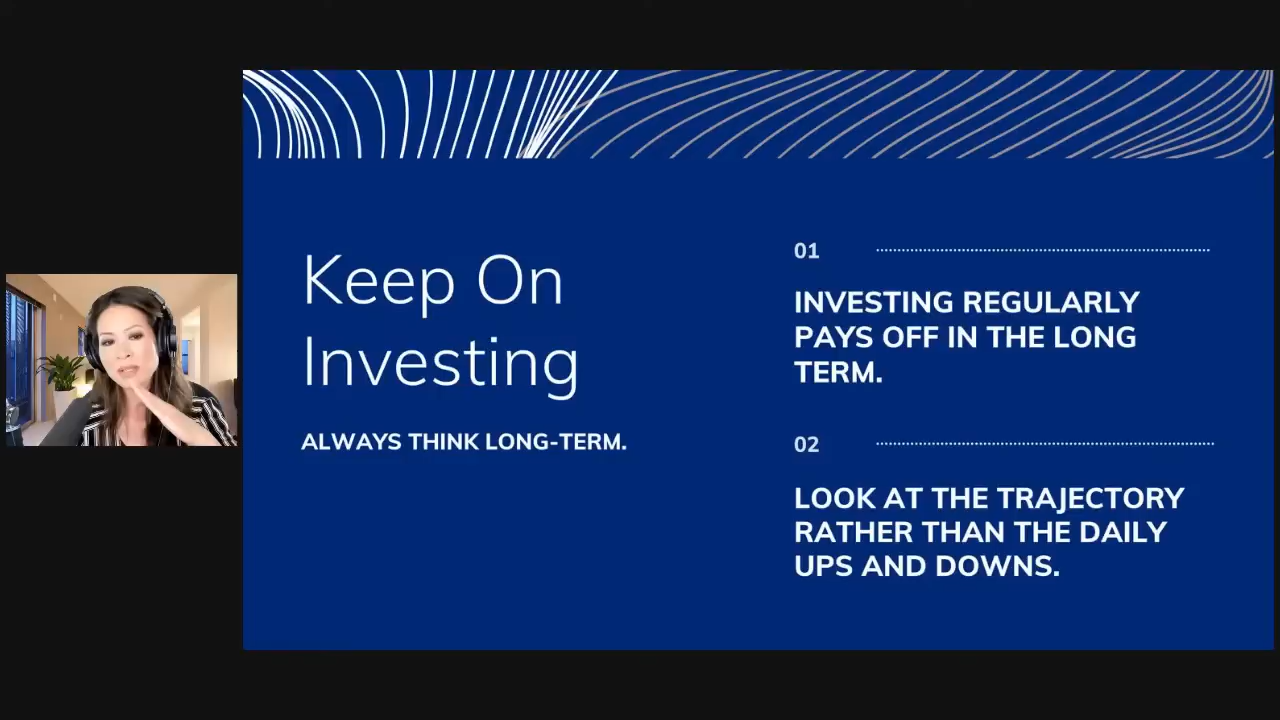 Keep On
Investing
ALWAYS THINK LONG-TERM.
01
INVESTING REGULARLY
PAYS OFF IN THE LONG
TERM.
02
LOOK AT THE TRAJECTORY
RATHER THAN THE DAILY
UPS AND DOWNS.